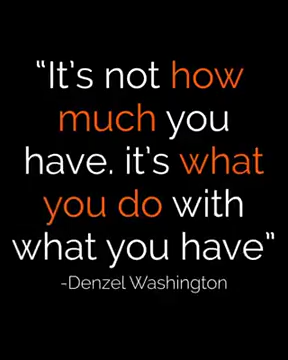 “It’s not how
much you
have. it’s what
you do with
what you have”
-Denzel Washington